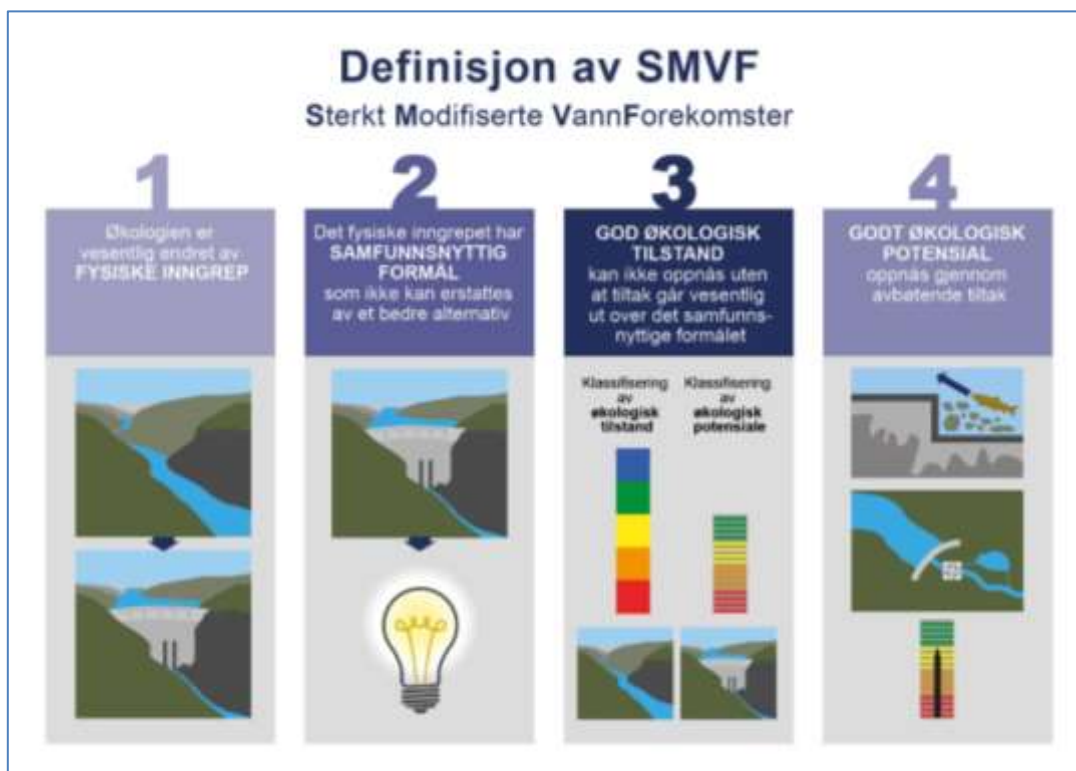 Definisjon av SMVF
Sterkt Modifiserte VannForekomster
1
Økologien er
vesentlig endret av
FYSISKE INNGREP
2
Det fysiske inngrepet har
SAMFUNNSNYTTIG
FORMÅL
som ikke kan erstattes
av et bedre alternativ
3
GOD ØKOLOGISK
TILSTAND
kan ikke oppnås uten
at tiltak går vesentlig
ut over det samfunns-
nyttige formålet
Klassifisering
av
økologisk
tilstand
Klassifisering
av
økologisk
potensiale
4
GODT ØKOLOGISK
POTENSIAL
oppnås gjennom
avbøtende tiltak